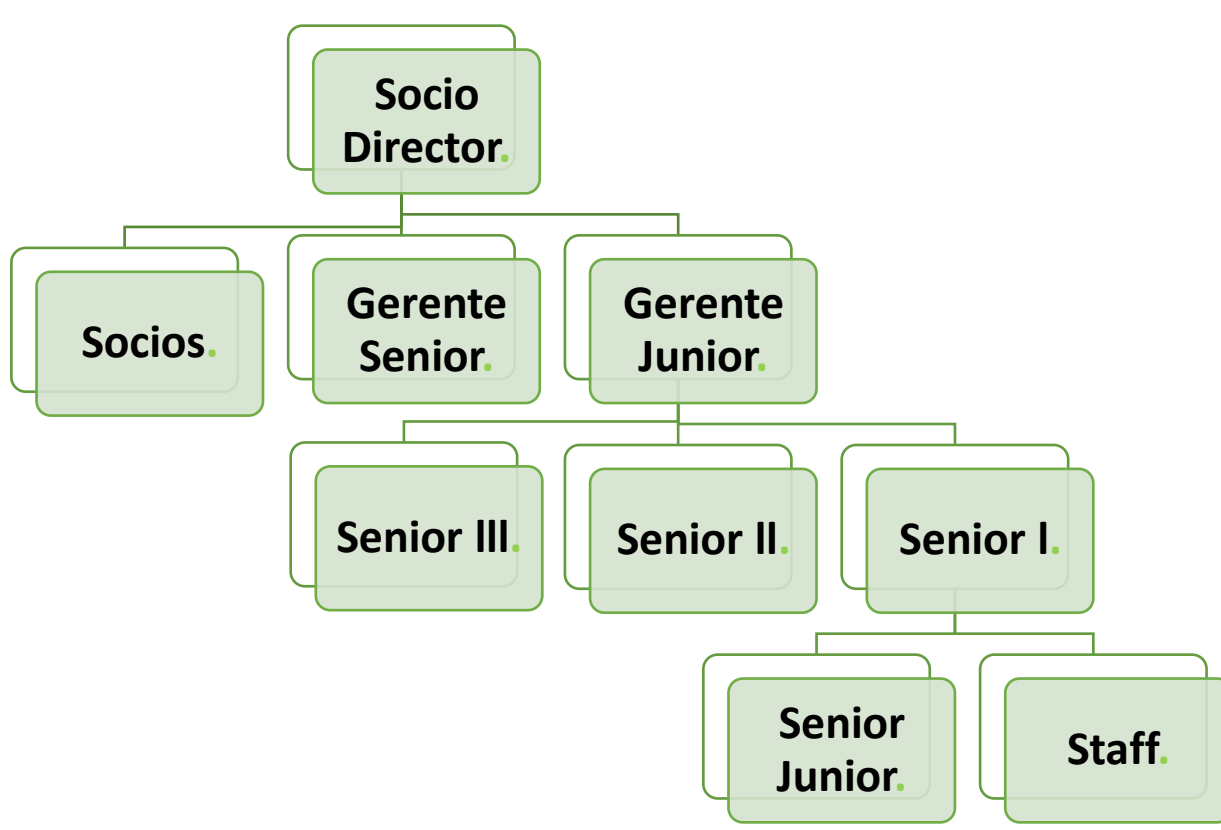 Socio
Director.
Socios.
Gerente
Senior.
Gerente
Junior.
Senior lll.
Senior ll.
Senior l.
Senior
Junior.
Staff.